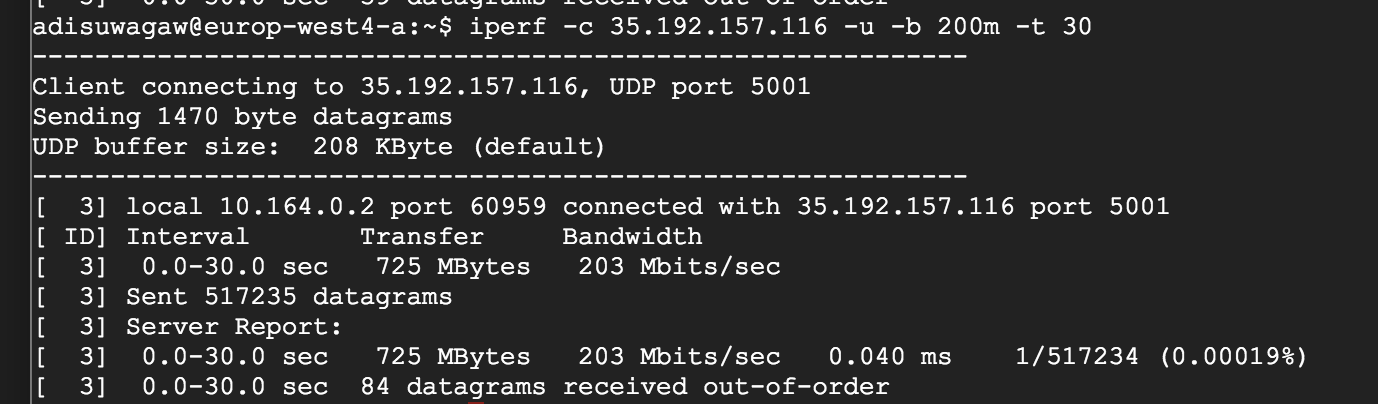 [  3]  0.0-30.0 sec  59 datagrams received out-of-order
adisuwagaw@europ-west4-a:~$ iperf -c 35.192.157.116 -u -b 200m -t 30
------------------------------------------------------------
Client connecting to 35.192.157.116, UDP port 5001
Sending 1470 byte datagrams
UDP buffer size:  208 KByte (default)
------------------------------------------------------------
[  3] local 10.164.0.2 port 60959 connected with 35.192.157.116 port 5001
[ ID] Interval       Transfer     Bandwidth
[  3]  0.0-30.0 sec   725 MBytes   203 Mbits/sec
[  3] Sent 517235 datagrams
[  3] Server Report:
[  3]  0.0-30.0 sec   725 MBytes   203 Mbits/sec   0.040 ms    1/517234 (0.00019%)
[  3]  0.0-30.0 sec  84 datagrams received out-of-order